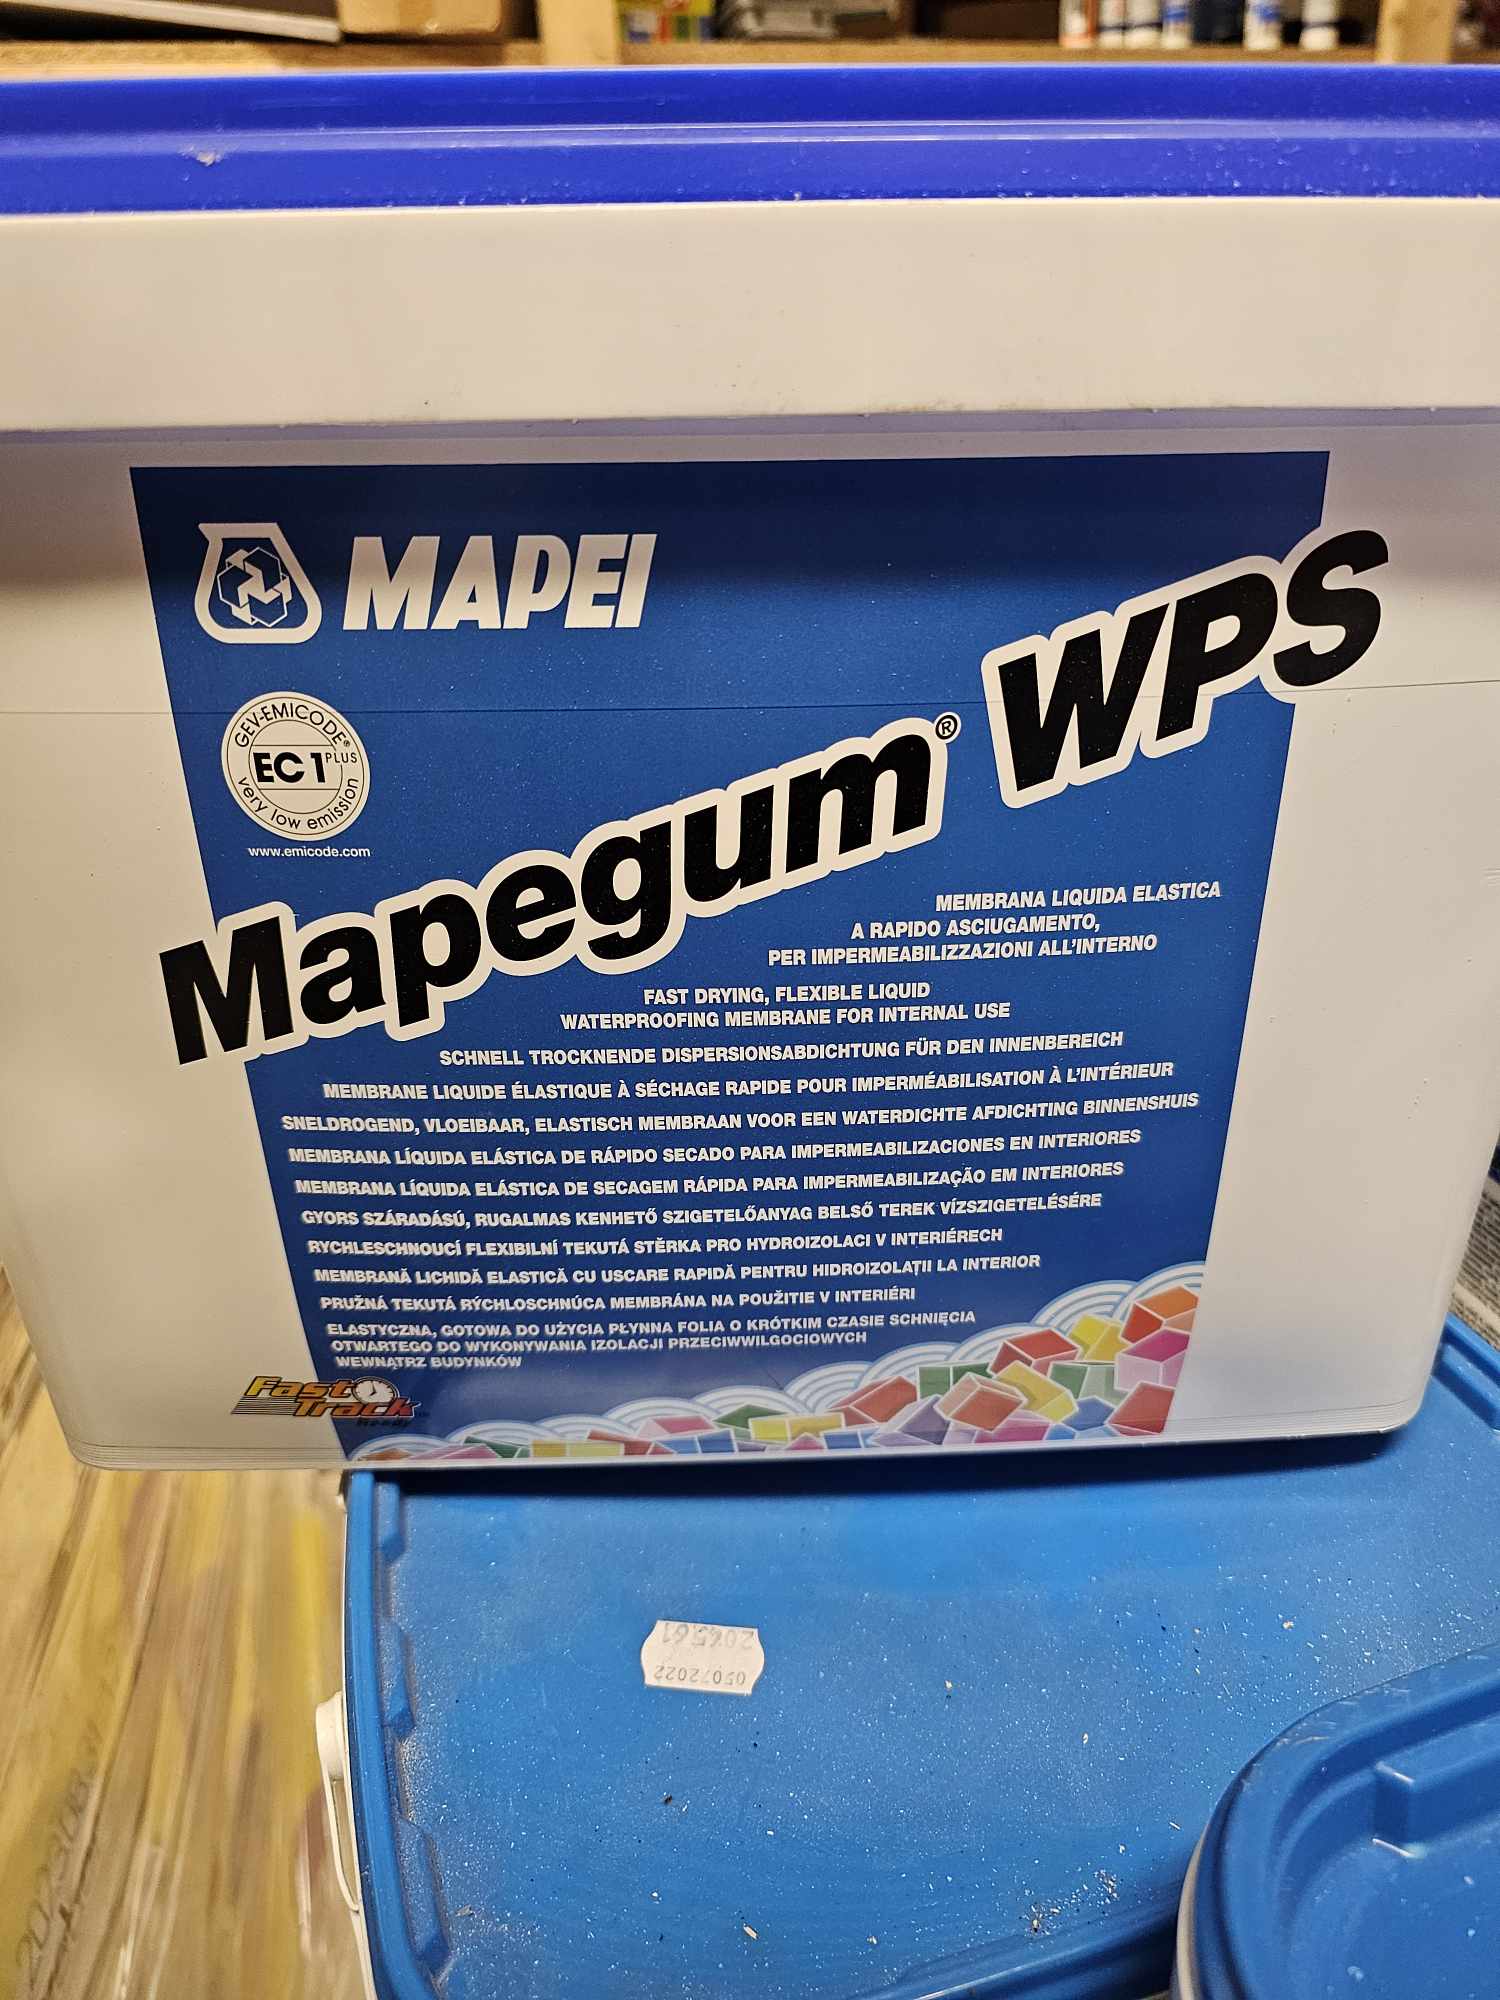 MAPEI
GEV-EMICODE®
EC 1 PLUS
very low emission
www.emicode.com
Mapegum® WPS
MEMBRANA LIQUIDA ELASTICA
A RAPIDO ASCIUGAMENTO,
PER IMPERMEABILIZZAZIONI ALL'INTERNO
FAST DRYING, FLEXIBLE LIQUID
WATERPROOFING MEMBRANE FOR INTERNAL USE
SCHNELL TROCKNENDE DISPERSIONSABDICHTUNG FÜR DEN INNENBEREICH
MEMBRANE LIQUIDE ÉLASTIQUE À SÉCHAGE RAPIDE POUR IMPERMÉABILISATION À L'INTÉRIEUR
SNELDROGEND, VLOEIBAAR, ELASTISCH MEMBRAAN VOOR EEN WATERDICHTE AFDICHTING BINNENSHUIS
MEMBRANA LÍQUIDA ELÁSTICA DE RÁPIDO SECADO PARA IMPERMEABILIZACIONES EN INTERIORES
MEMBRANA LÍQUIDA ELÁSTICA DE SECAGEM RÁPIDA PARA IMPERMEABILIZAÇÃO EM INTERIORES
GYORS SZÁRADÁSÚ, RUGALMAS KENHETŐ SZIGETELŐANYAG BELSŐ TEREK VÍZSZIGETELÉSÉRE
RYCHLESCHNOUCÍ FLEXIBILNÍ TEKUTÁ STĚRKA PRO HYDROIZOLACI V INTERIÉRECH
MEMBRANĂ LICHIDĂ ELASTICĂ CU USCARE RAPIDĂ PENTRU HIDROIZOLAȚII LA INTERIOR
PRUŽNÁ TEKUTÁ RÝCHLOSCHNÚCA MEMBRÁNA NA POUŽITIE V INTERIÉRI
ELASTYCZNA, GOTOWA DO UŻYCIA PŁYNNA FOLIA O KRÓTKIM CZASIE SCHNIĘCIA
OTWARTEGO DO WYKONYWANIA IZOLACJI PRZECIWWILGOCIOWYCH
WEWNĄTRZ BUDYNKÓW
Fast
Track
Ready
05072022